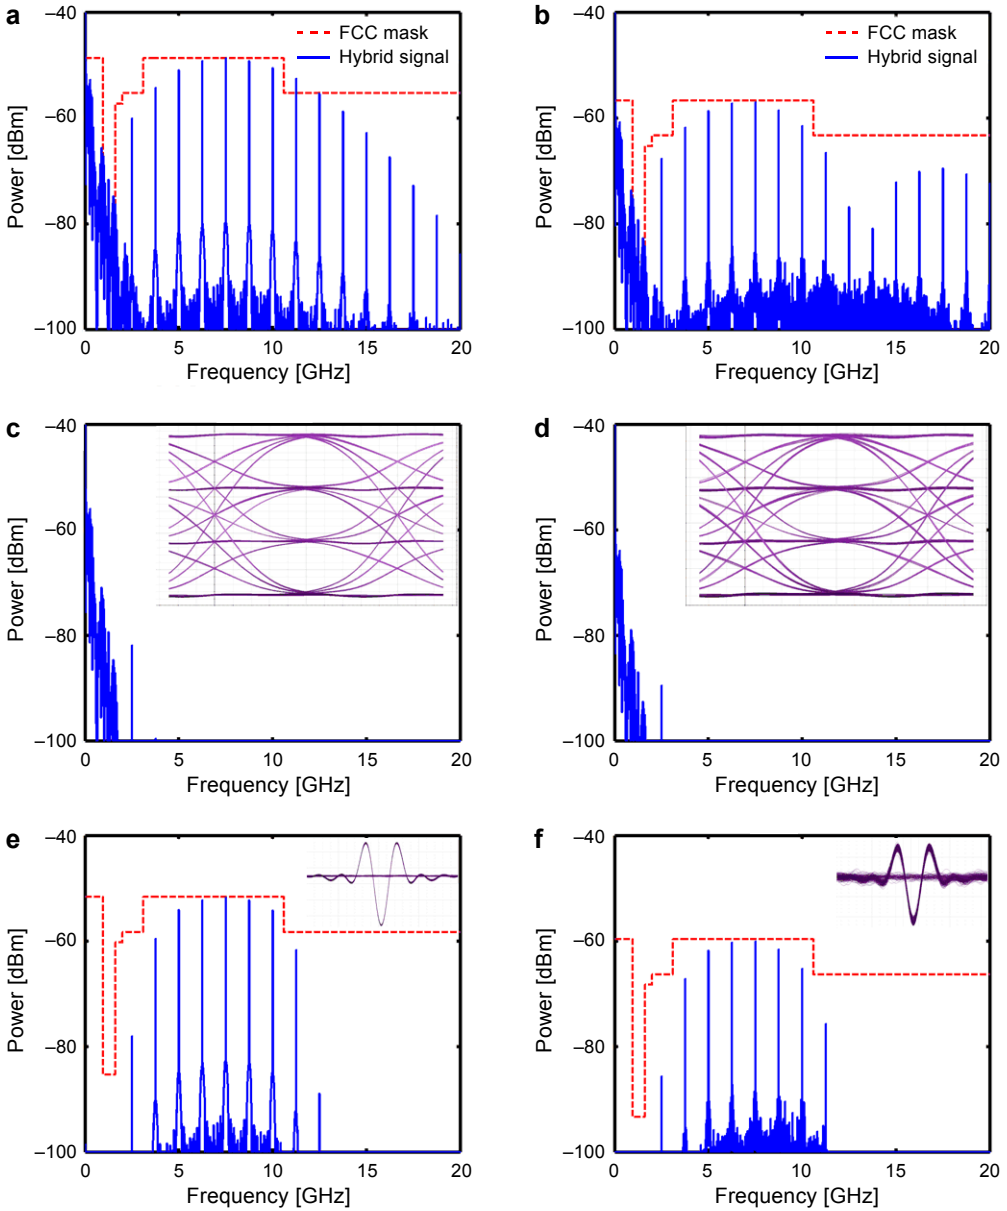 a
–40
–60
–80
–100
Power [dBm]
0
5
10
15
20
Frequency [GHz]
FCC mask
Hybrid signal
b
–40
–60
–80
–100
Power [dBm]
0
5
10
15
20
Frequency [GHz]
FCC mask
Hybrid signal
c
–40
–60
–80
–100
Power [dBm]
0
5
10
15
20
Frequency [GHz]
d
–40
–60
–80
–100
Power [dBm]
0
5
10
15
20
Frequency [GHz]
e
–40
–60
–80
–100
Power [dBm]
0
5
10
15
20
Frequency [GHz]
f
–40
–60
–80
–100
Power [dBm]
0
5
10
15
20
Frequency [GHz]